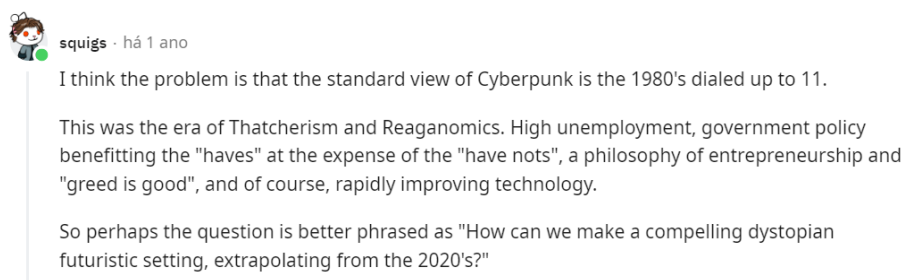 squigs · há 1 ano
I think the problem is that the standard view of Cyberpunk is the 1980's dialed up to 11.
This was the era of Thatcherism and Reaganomics. High unemployment, government policy
benefitting the "haves" at the expense of the "have nots", a philosophy of entrepreneurship and
"greed is good", and of course, rapidly improving technology.
So perhaps the question is better phrased as "How can we make a compelling dystopian
futuristic setting, extrapolating from the 2020's?"